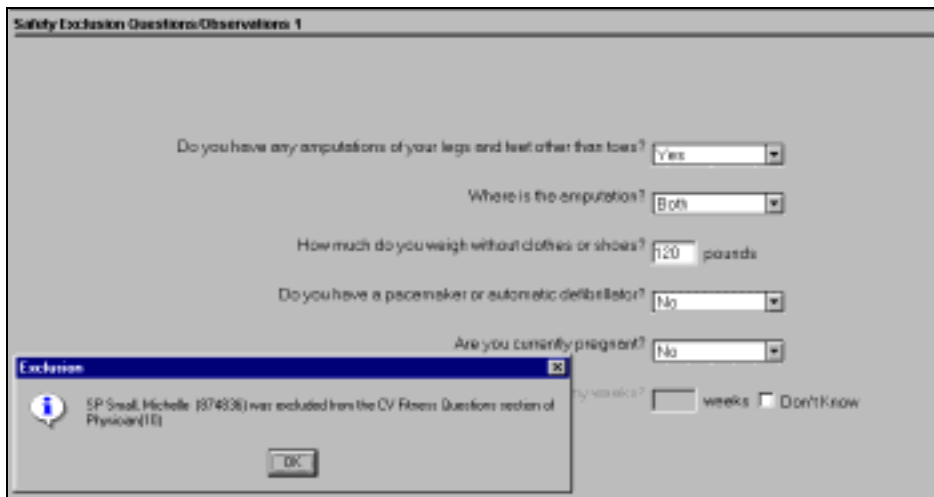 Safety Exclusion Questions/Observations 1
Do you have any amputations of your legs and feet other than toes? Yes
Where is the amputation? Both
How much do you weigh without clothes or shoes? 120 pounds
Do you have a pacemaker or automatic defibrillator? No
Are you currently pregnant? No
Exclusion
weeks? weeks Don't Know
SP Small, Michelle (874836) was excluded from the CV Fitness Questions section of
Physician(10)
OK